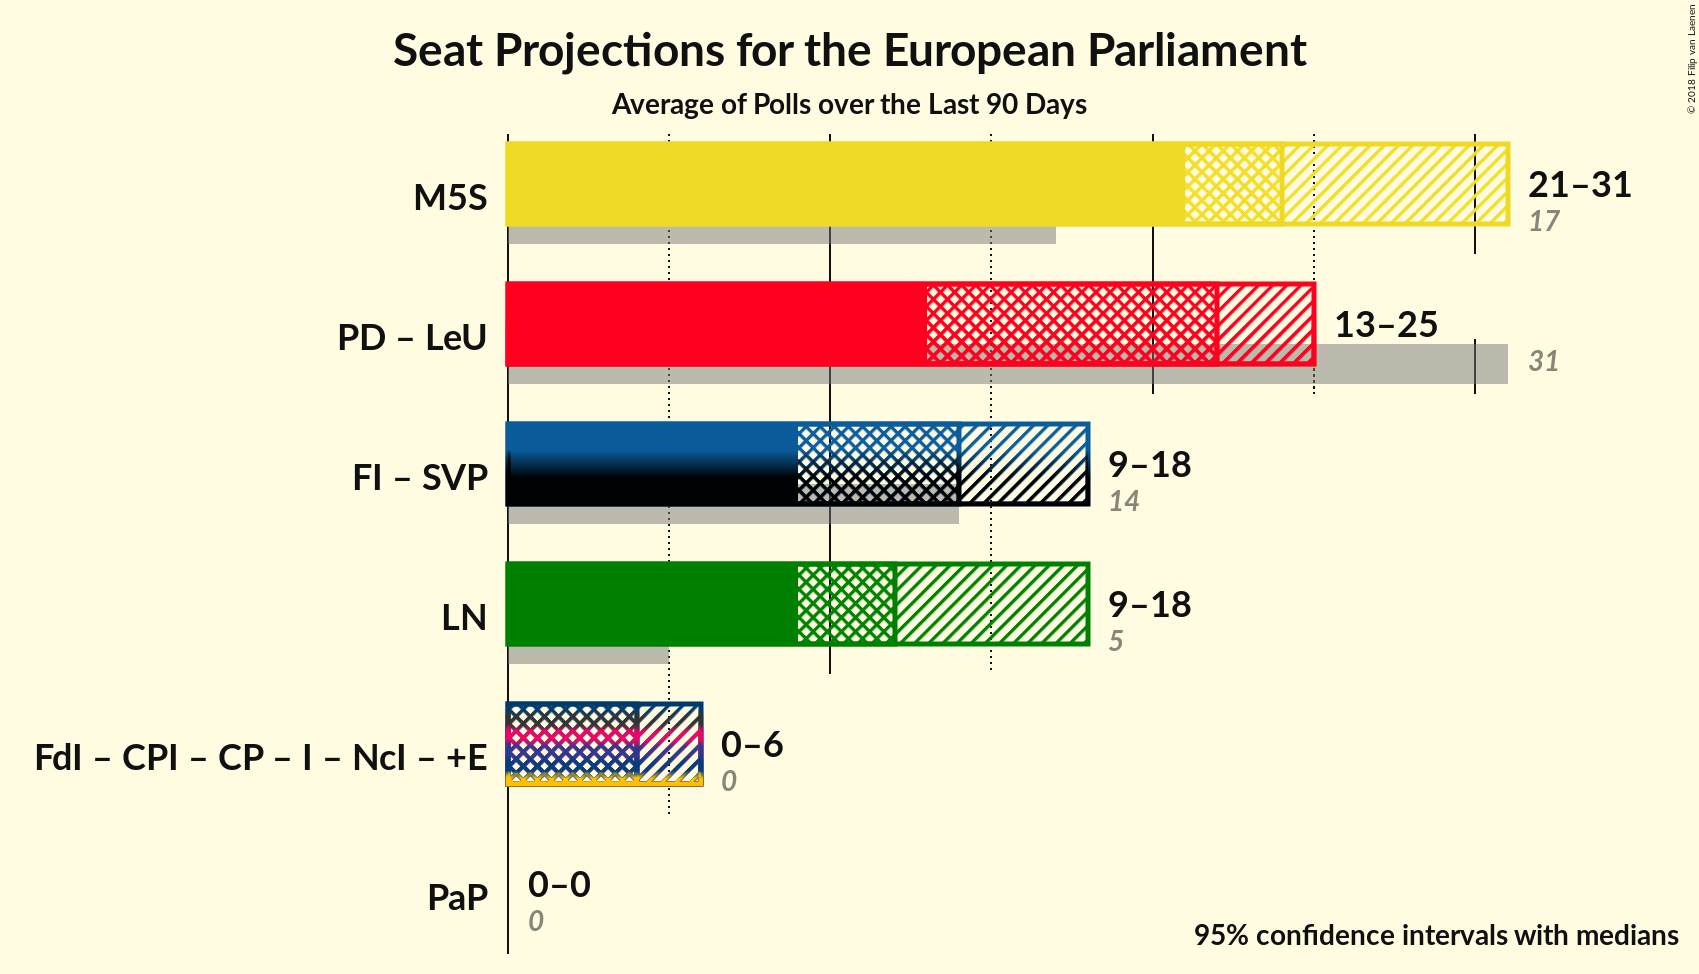 Seat Projections for the European Parliament
Average of Polls over the Last 90 Days
© 2018 Filip van Laenen
M5S
21–31
17
PD – LeU
13–25
31
FI – SVP
9–18
14
LN
9–18
5
FdI – CPI – CP – I – NcI – +E
0–6
0
PaP
0–0
0
95% confidence intervals with medians